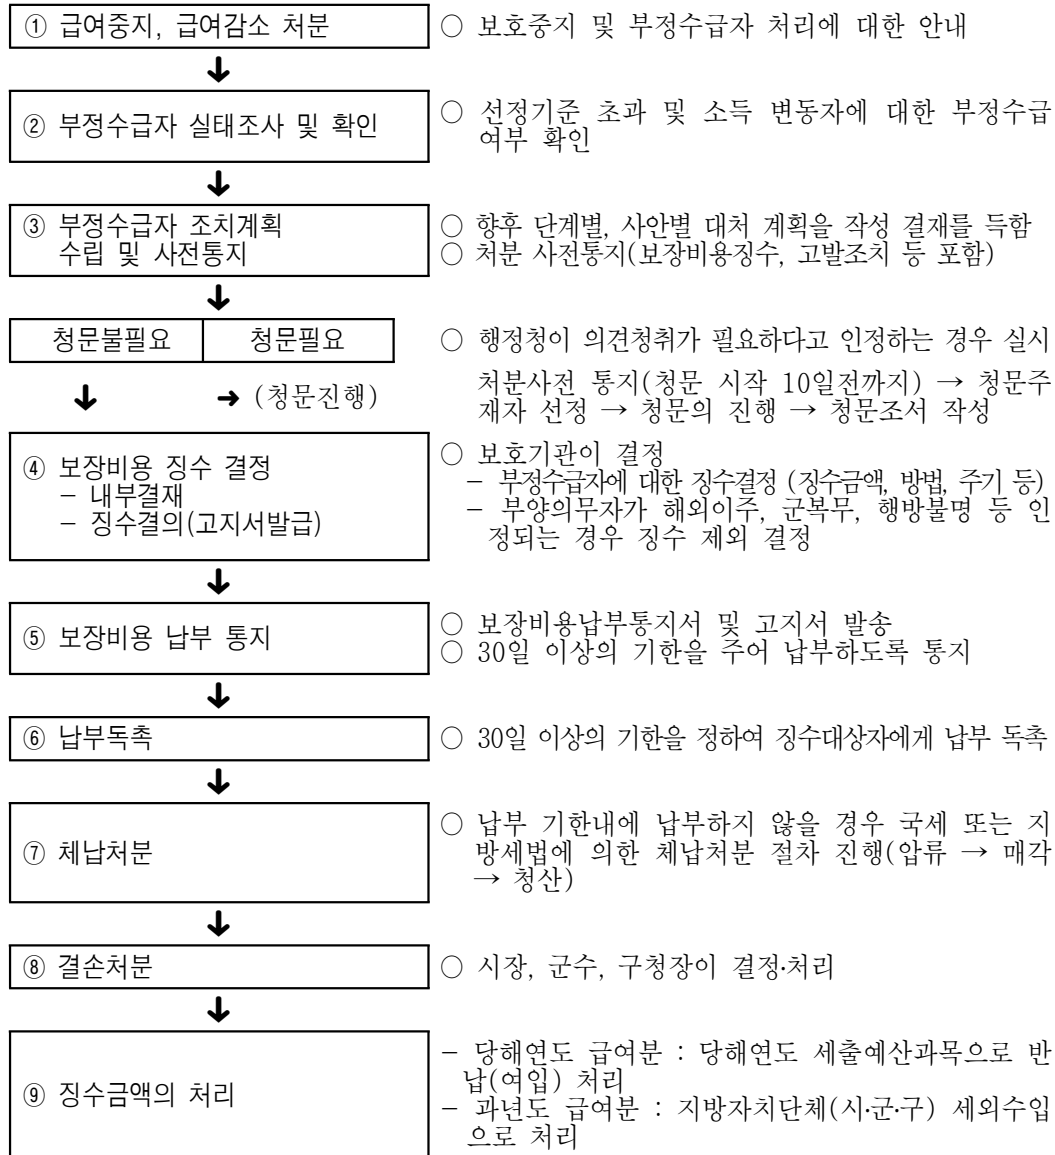 ① 급여중지, 급여감소 처분
○ 보호중지 및 부정수급자 처리에 대한 안내
② 부정수급자 실태조사 및 확인
○ 선정기준 초과 및 소득 변동자에 대한 부정수급
여부 확인
③ 부정수급자 조치계획
수립 및 사전통지
○ 향후 단계별, 사안별 대처 계획을 작성 결재를 득함
○ 처분 사전통지(보장비용징수, 고발조치 등 포함)
청문불필요 청문필요
○ 행정청이 의견청취가 필요하다고 인정하는 경우 실시
→ (청문진행)
처분사전 통지(청문 시작 10일전까지) → 청문주
재자 선정 → 청문의 진행 → 청문조서 작성
④ 보장비용 징수 결정
- 내부결재
- 징수결의(고지서발급)
○ 보호기관이 결정
- 부정수급자에 대한 징수결정 (징수금액, 방법, 주기 등)
- 부양의무자가 해외이주, 군복무, 행방불명 등 인
정되는 경우 징수 제외 결정
⑤ 보장비용 납부 통지
○ 보장비용납부통지서 및 고지서 발송
○ 30일 이상의 기한을 주어 납부하도록 통지
⑥ 납부독촉
○ 30일 이상의 기한을 정하여 징수대상자에게 납부 독촉
⑦ 체납처분
○ 납부 기한내에 납부하지 않을 경우 국세 또는 지
방세법에 의한 체납처분 절차 진행(압류 → 매각
→ 청산)
⑧ 결손처분
○ 시장, 군수, 구청장이 결정·처리
⑨ 징수금액의 처리
- 당해연도 급여분 : 당해연도 세출예산과목으로 반
납(여입) 처리
- 과년도 급여분 : 지방자치단체(시·군·구) 세외수입
으로 처리